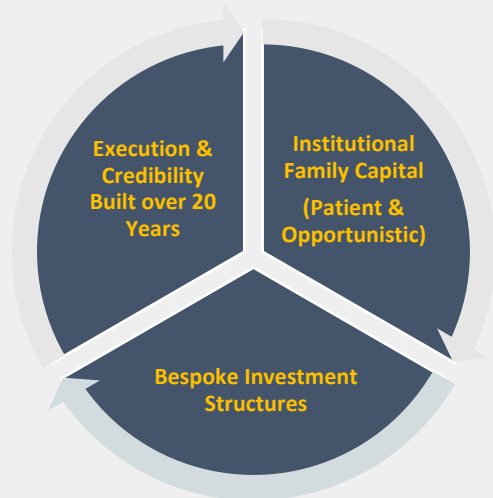 Execution &
Credibility
Built over 20
Years
Institutional
Family Capital
(Patient &
Opportunistic)
Bespoke Investment
Structures